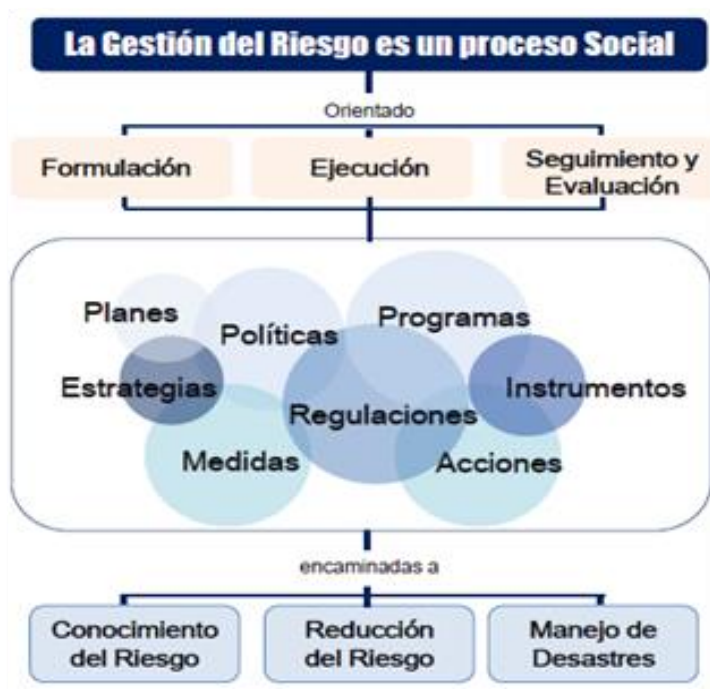 La Gestión del Riesgo es un proceso Social
Orientado
Formulación
Ejecución
Seguimiento y
Evaluación
Planes
Políticas
Programas
Estrategias
Regulaciones
Instrumentos
Medidas
Acciones
encaminadas a
Conocimiento
del Riesgo
Reducción
del Riesgo
Manejo de
Desastres